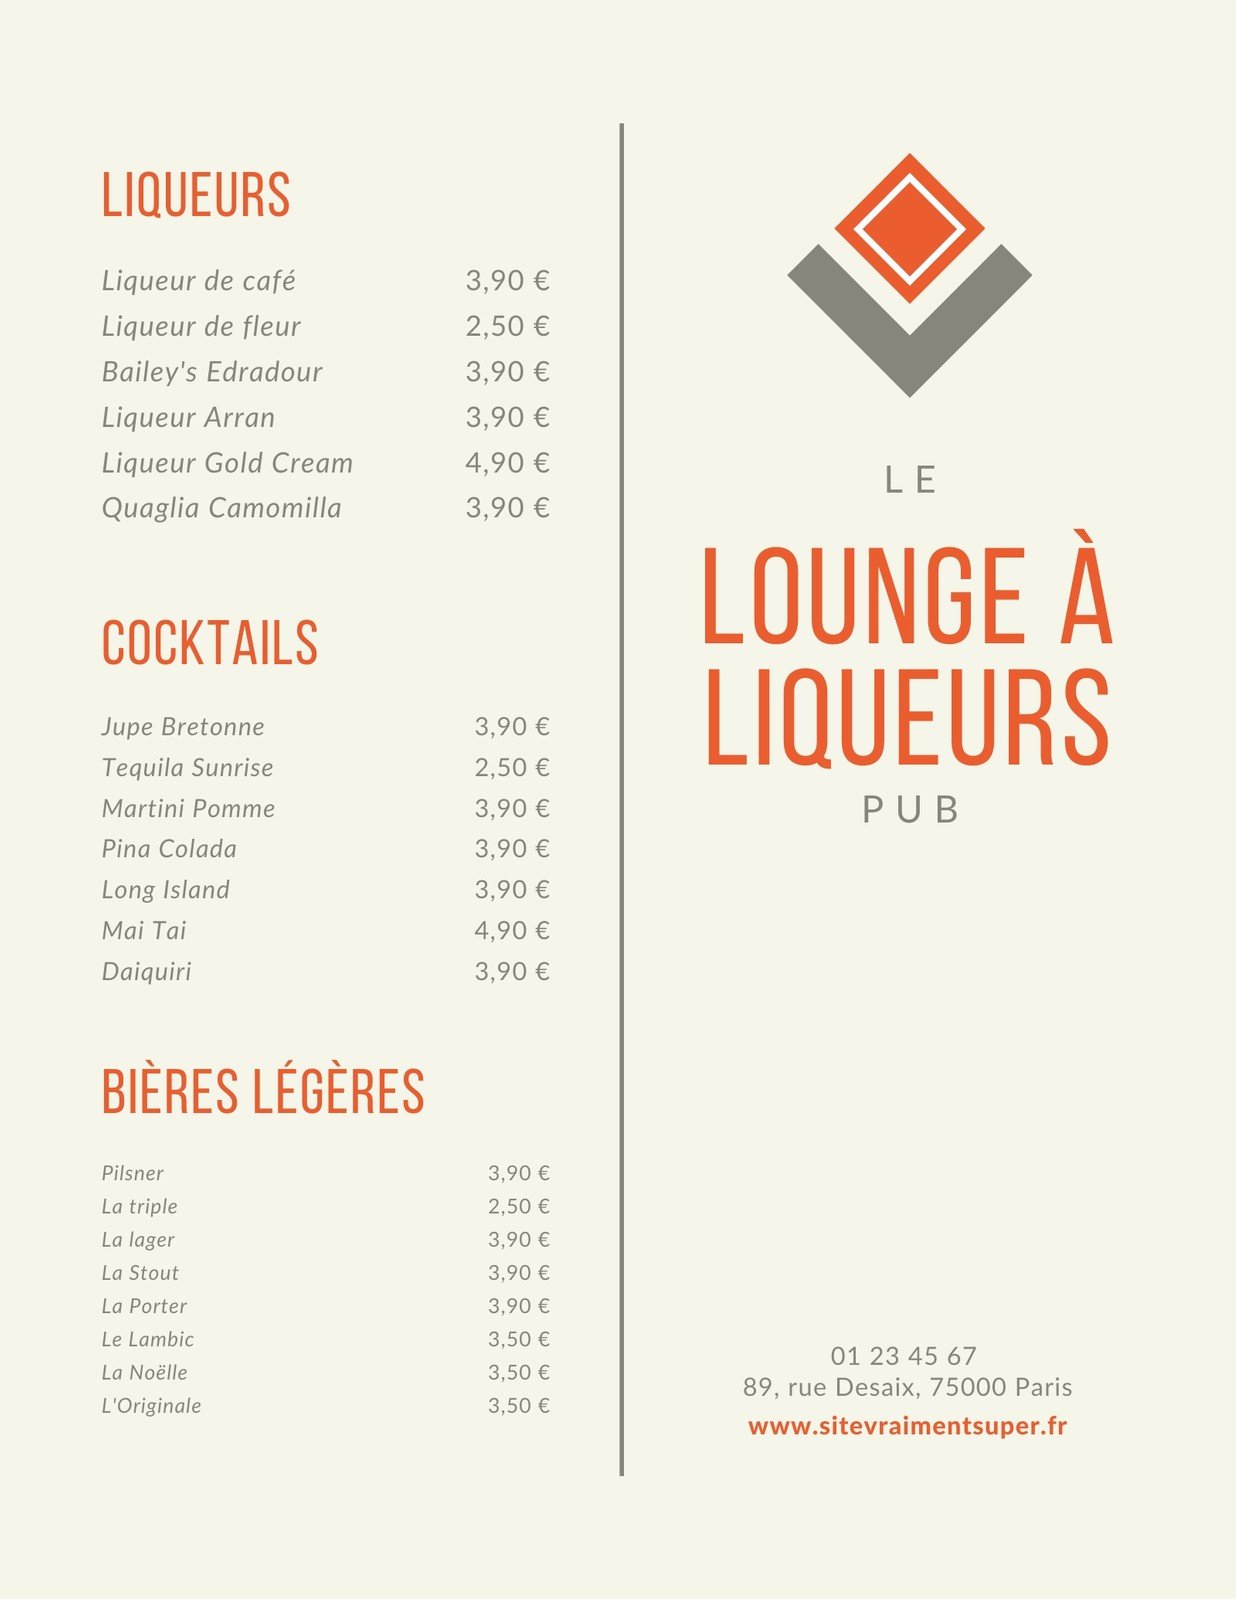 LIQUEURS
Liqueur de café 3,90 €
Liqueur de fleur 2,50 €
Bailey's Edradour 3,90 €
Liqueur Arran 3,90 €
Liqueur Gold Cream 4,90 €
Quaglia Camomilla 3,90 €
COCKTAILS
Jupe Bretonne 3,90 €
Tequila Sunrise 2,50 €
Martini Pomme 3,90 €
Pina Colada 3,90 €
Long Island 3,90 €
Mai Tai 4,90 €
Daiquiri 3,90 €
BIÈRES LÉGÈRES
Pilsner 3,90 €
La triple 2,50 €
La lager 3,90 €
La Stout 3,90 €
La Porter 3,90 €
Le Lambic 3,50 €
La Noëlle 3,50 €
L'Originale 3,50 €
LE
LOUNGE À
LIQUEURS
PUB
01 23 45 67
89, rue Desaix, 75000 Paris
www.sitevraimentsuper.fr